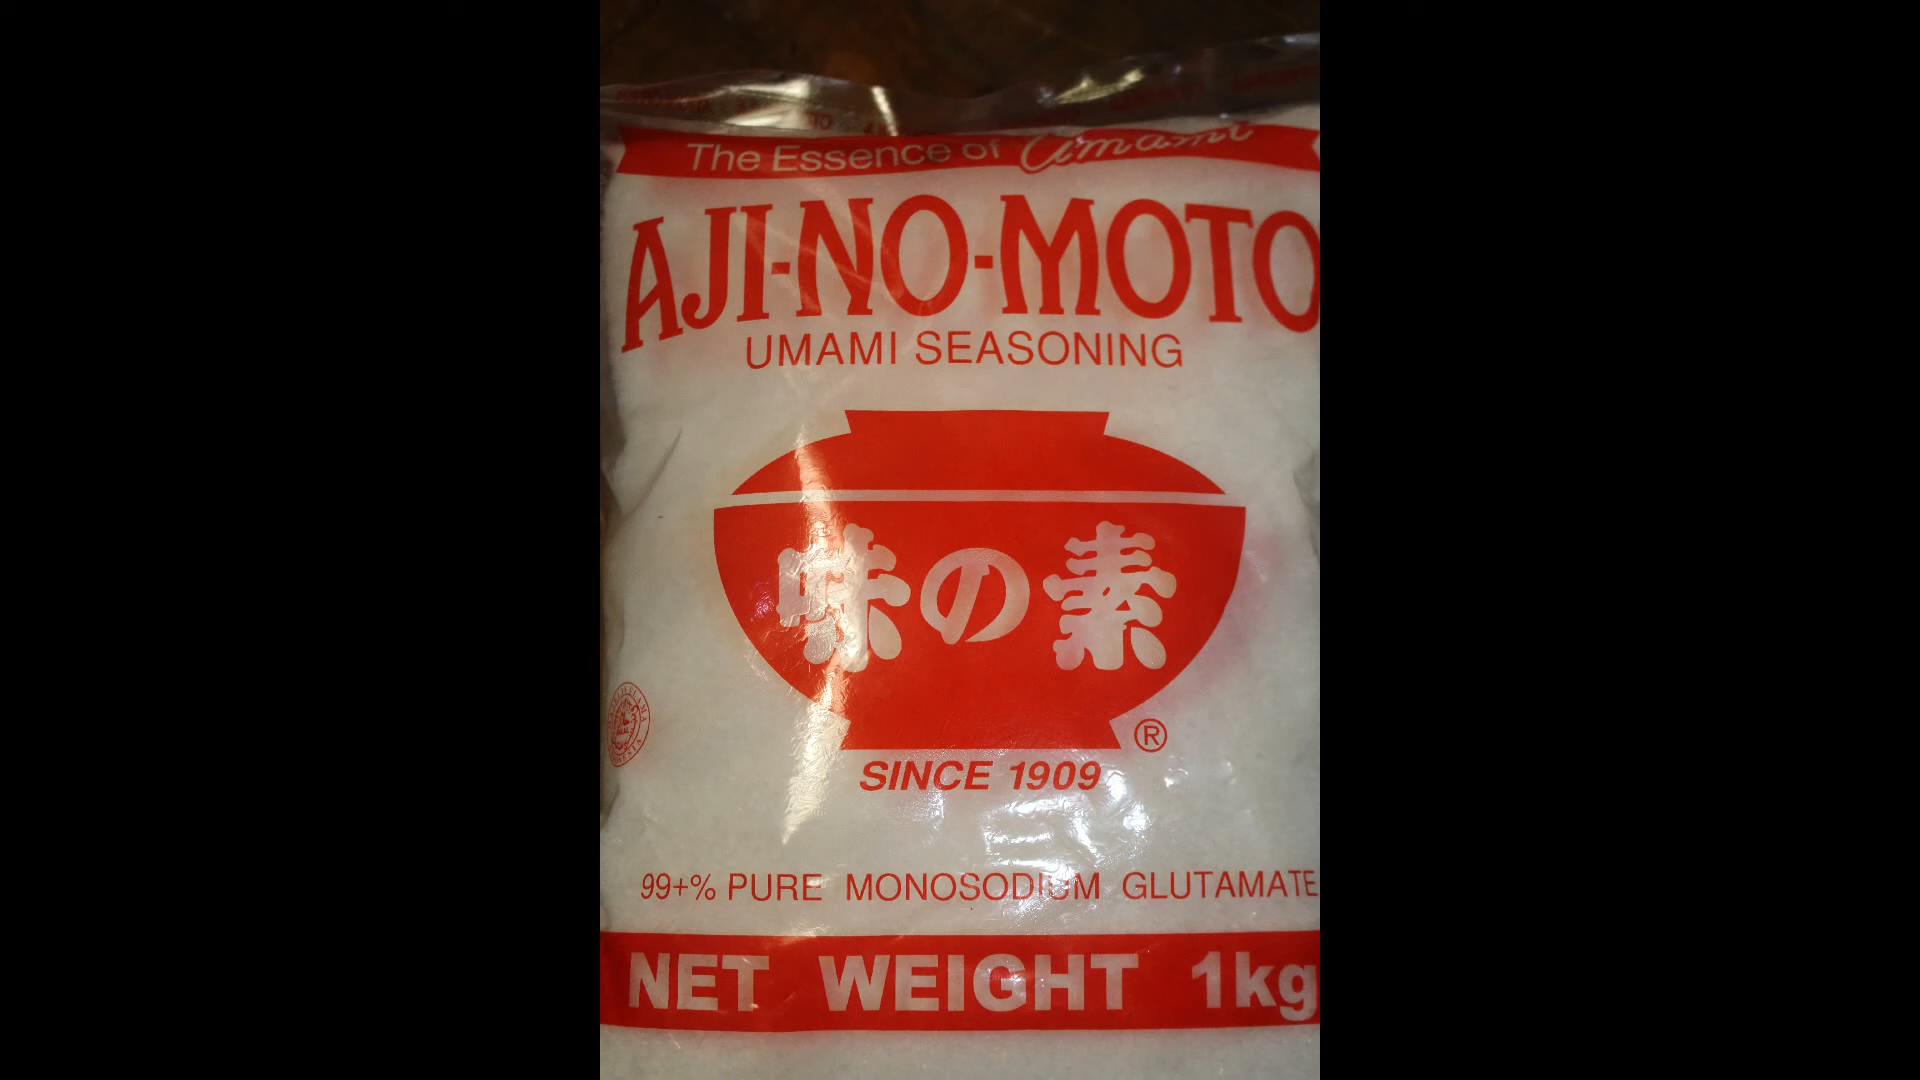 The Essence of Umami
AJI-NO-MOTO
UMAMI SEASONING
味の素
®
SINCE 1909
99+% PURE MONOSODIUM GLUTAMATE
NET WEIGHT 1kg